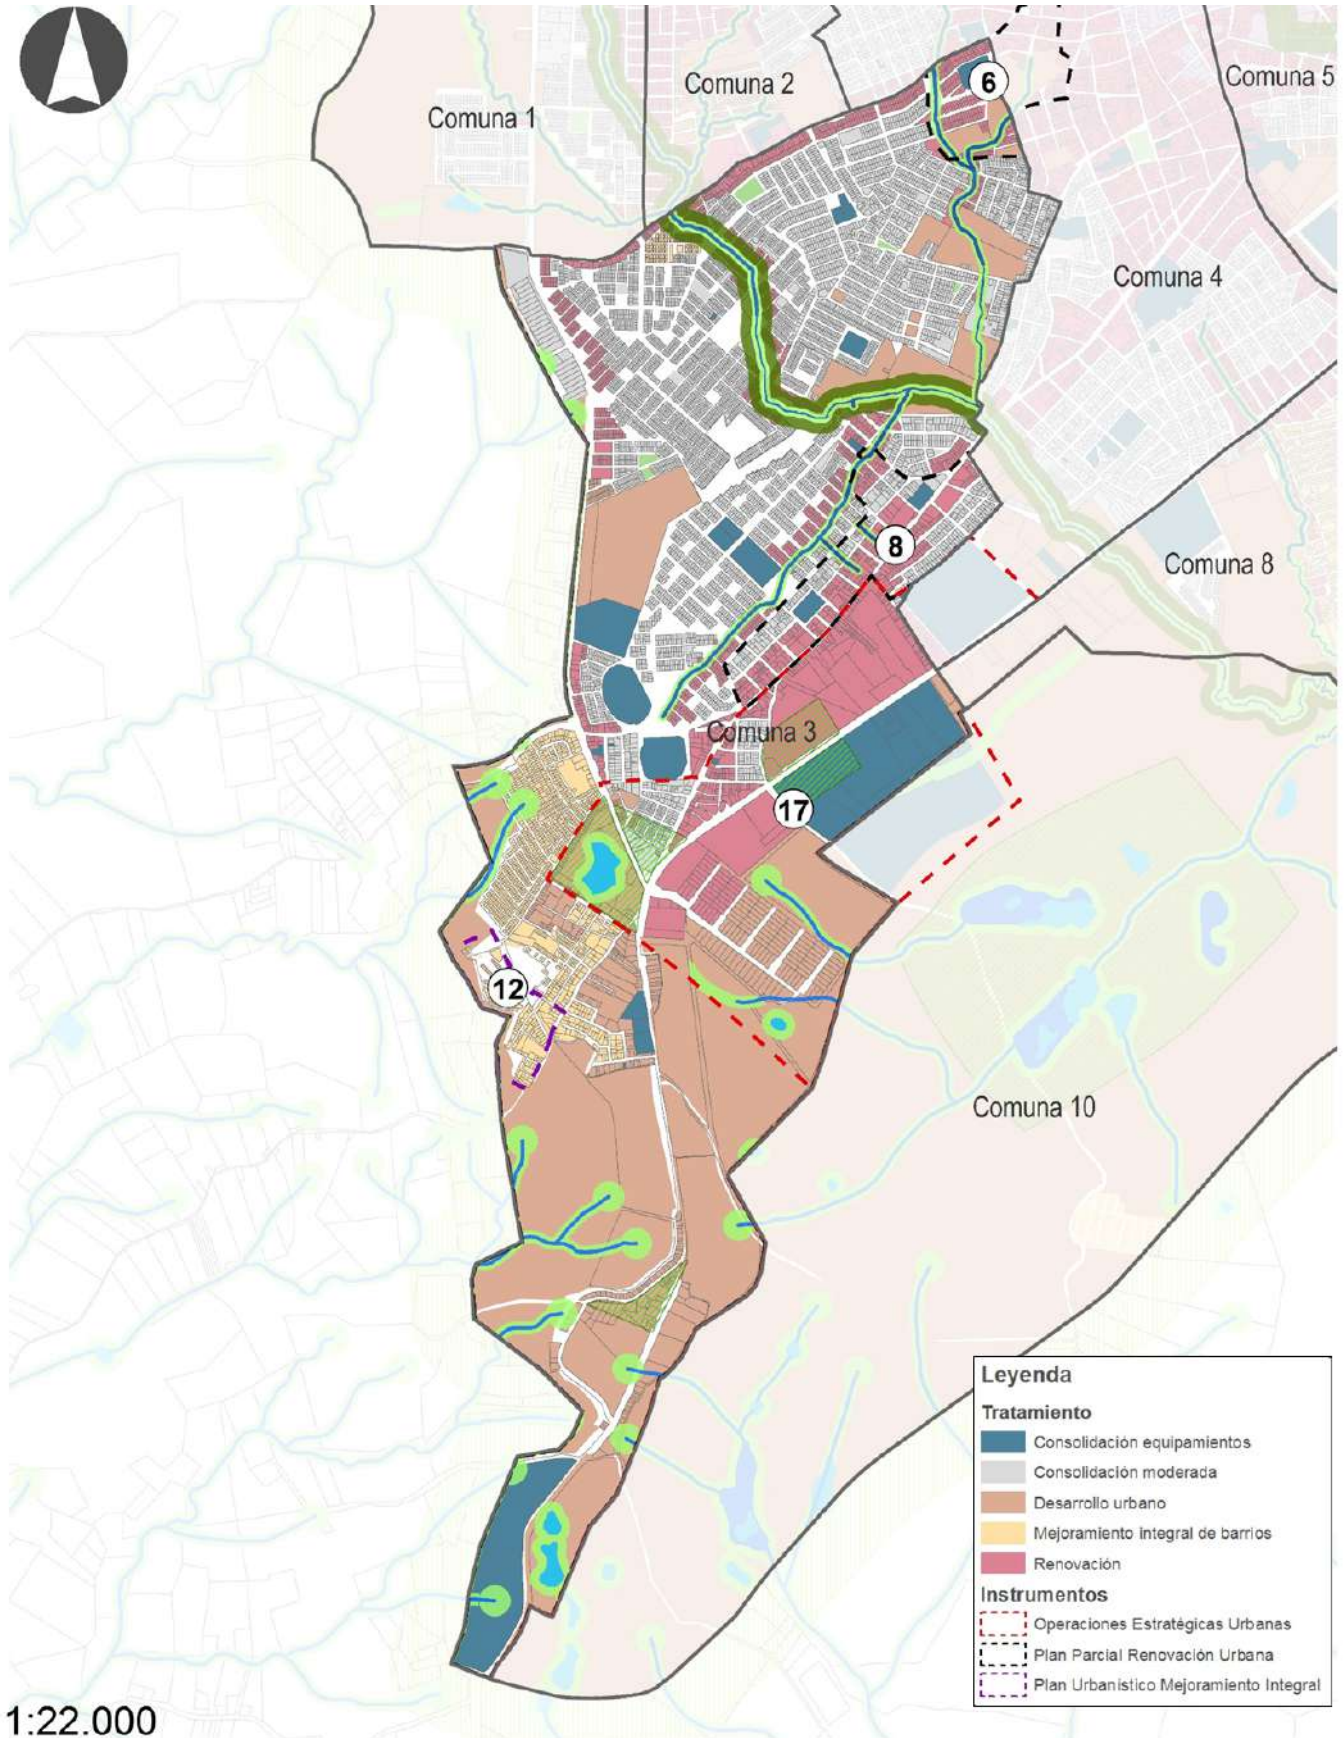 Comuna 1
Comuna 2
6
Comuna 5
Comuna 4
8
Comuna 8
Comuna 3
17
12
Comuna 10
Leyenda
Tratamiento
Consolidación equipamientos
Consolidación moderada
Desarrollo urbano
Mejoramiento integral de barrios
Renovación
Instrumentos
Operaciones Estratégicas Urbanas
Plan Parcial Renovación Urbana
Plan Urbanístico Mejoramiento Integral
1:22.000